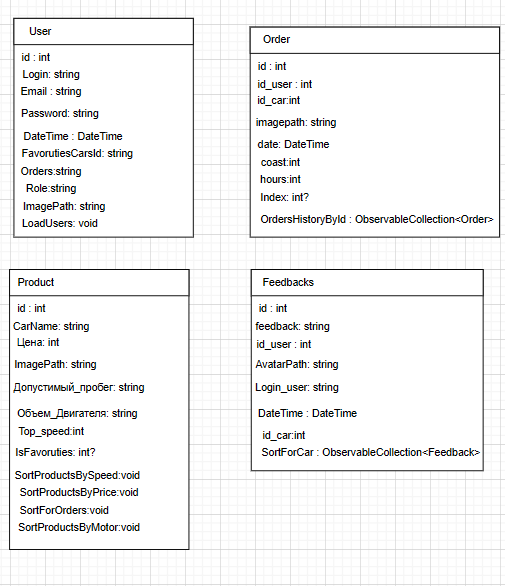 User
id : int
Login: string
Email : string
Password: string
DateTime : DateTime
FavorutiesCarsId: string
Orders:string
Role:string
ImagePath: string
LoadUsers: void
Order
id : int
id_user : int
id_car:int
imagepath: string
date: DateTime
coast:int
hours:int
Index: int?
OrdersHistoryById : ObservableCollection<Order>
Product
id : int
CarName: string
Цена: int
ImagePath: string
Допустимый_пробег: string
Объем_Двигателя: string
Top_speed:int
IsFavoruties: int?
SortProductsBySpeed:void
SortProductsByPrice:void
SortForOrders:void
SortProductsByMotor:void
Feedbacks
id : int
feedback: string
id_user : int
AvatarPath: string
Login_user: string
DateTime : DateTime
id_car:int
SortForCar : ObservableCollection<Feedback>